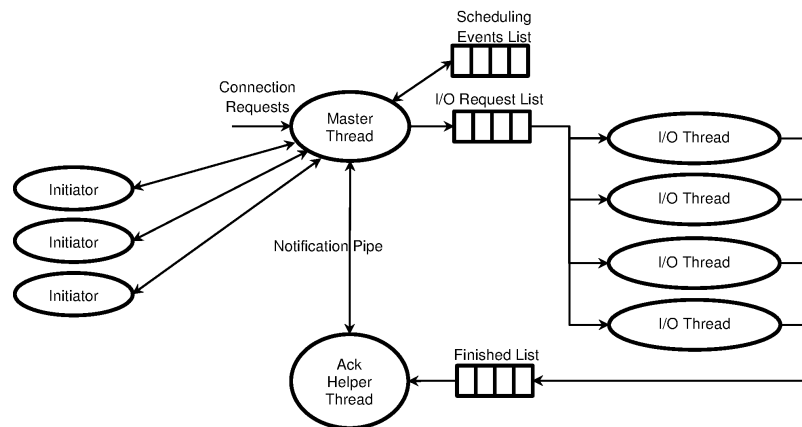 Scheduling
Events List
Connection
Requests
I/O Request List
Master
Thread
I/O Thread
I/O Thread
I/O Thread
I/O Thread
Initiator
Initiator
Initiator
Notification Pipe
Finished List
Ack
Helper
Thread